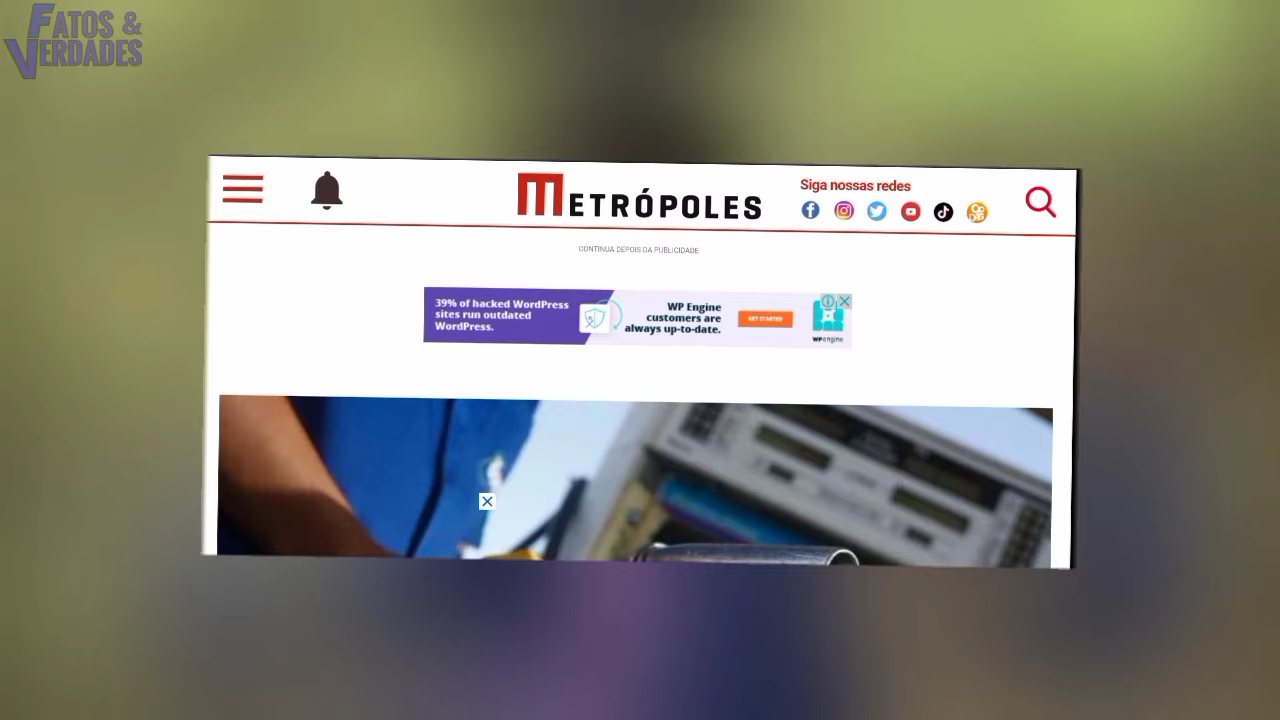 FATOS &
VERDADES
METRÓPOLES
Siga nossas redes
CONTINUA DEPOIS DA PUBLICIDADE
39% of hacked WordPress
sites run outdated
WordPress.
WP Engine
customers are
always up-to-date.
GET STARTED
WP engine